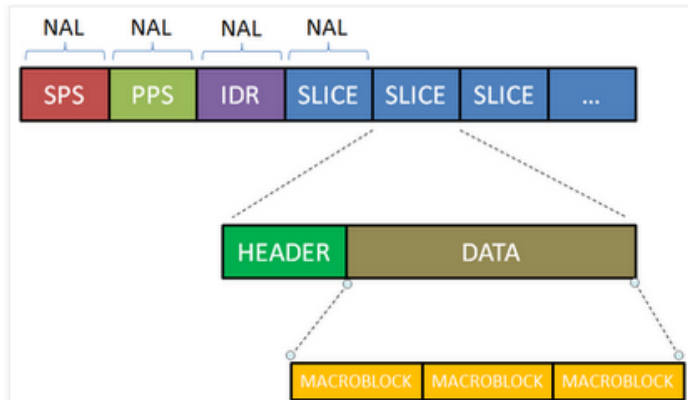 NAL NAL NAL NAL
SPS PPS IDR SLICE SLICE SLICE ...
HEADER DATA
MACROBLOCK MACROBLOCK MACROBLOCK